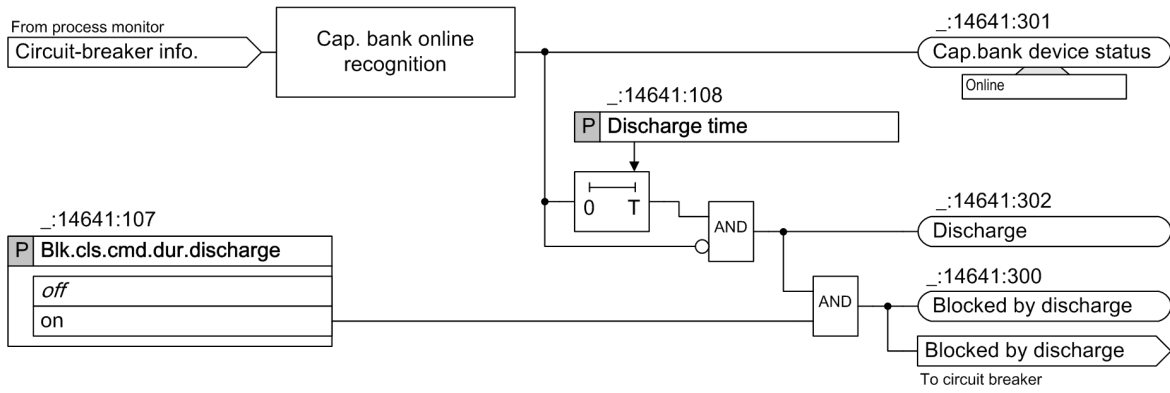 From process monitor
Circuit-breaker info.
Cap. bank online
recognition
_:14641:301
Cap.bank device status
Online
_:14641:108
P Discharge time
0 T
AND
_:14641:302
Discharge
_:14641:107
P Blk.cls.cmd.dur.discharge
off
on
AND
_:14641:300
Blocked by discharge
Blocked by discharge
To circuit breaker